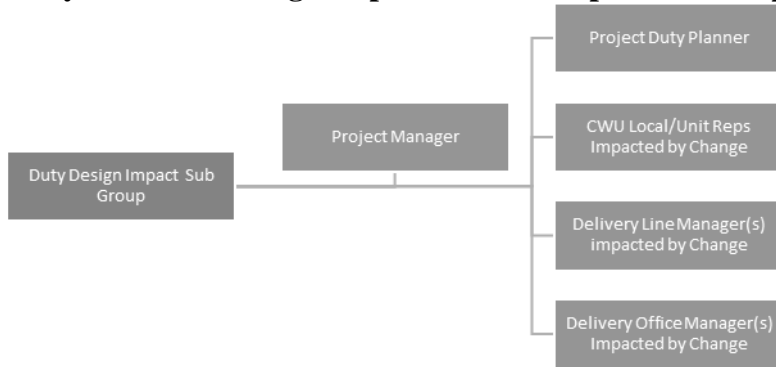 Project Duty Planner
Project Manager
CWU Local/Unit Reps
Impacted by Change
Duty Design Impact Sub
Group
Delivery Line Manager(s)
impacted by Change
Delivery Office Manager(s)
Impacted by Change